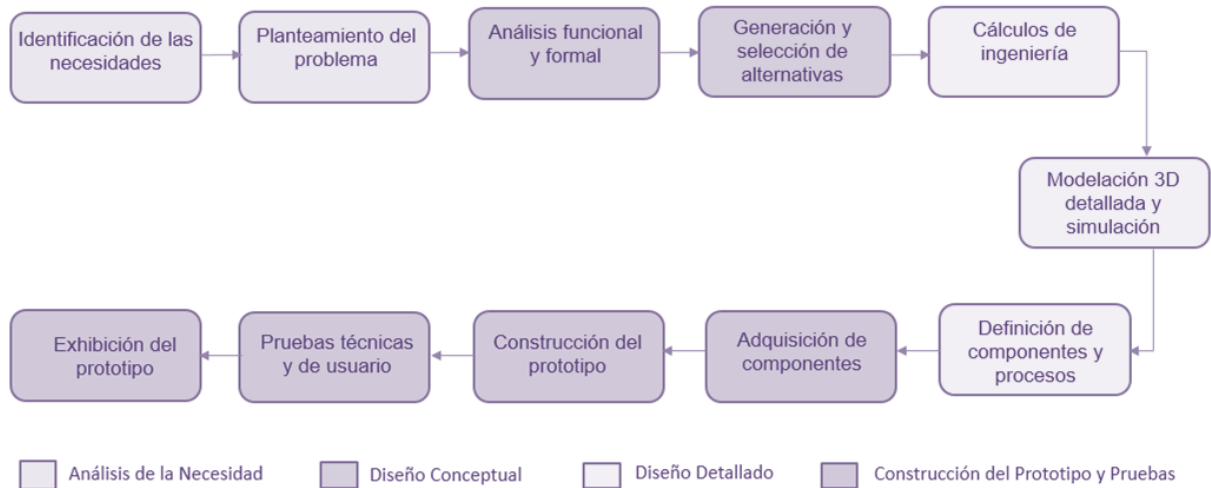 Identificación de las
necesidades
Planteamiento del
problema
Análisis funcional
y formal
Generación y
selección de
alternativas
Cálculos de
ingeniería
Modelación 3D
detallada y
simulación
Exhibición del
prototipo
Pruebas técnicas
y de usuario
Construcción del
prototipo
Adquisición de
componentes
Definición de
componentes y
procesos
Análisis de la Necesidad
Diseño Conceptual
Diseño Detallado
Construcción del Prototipo y Pruebas